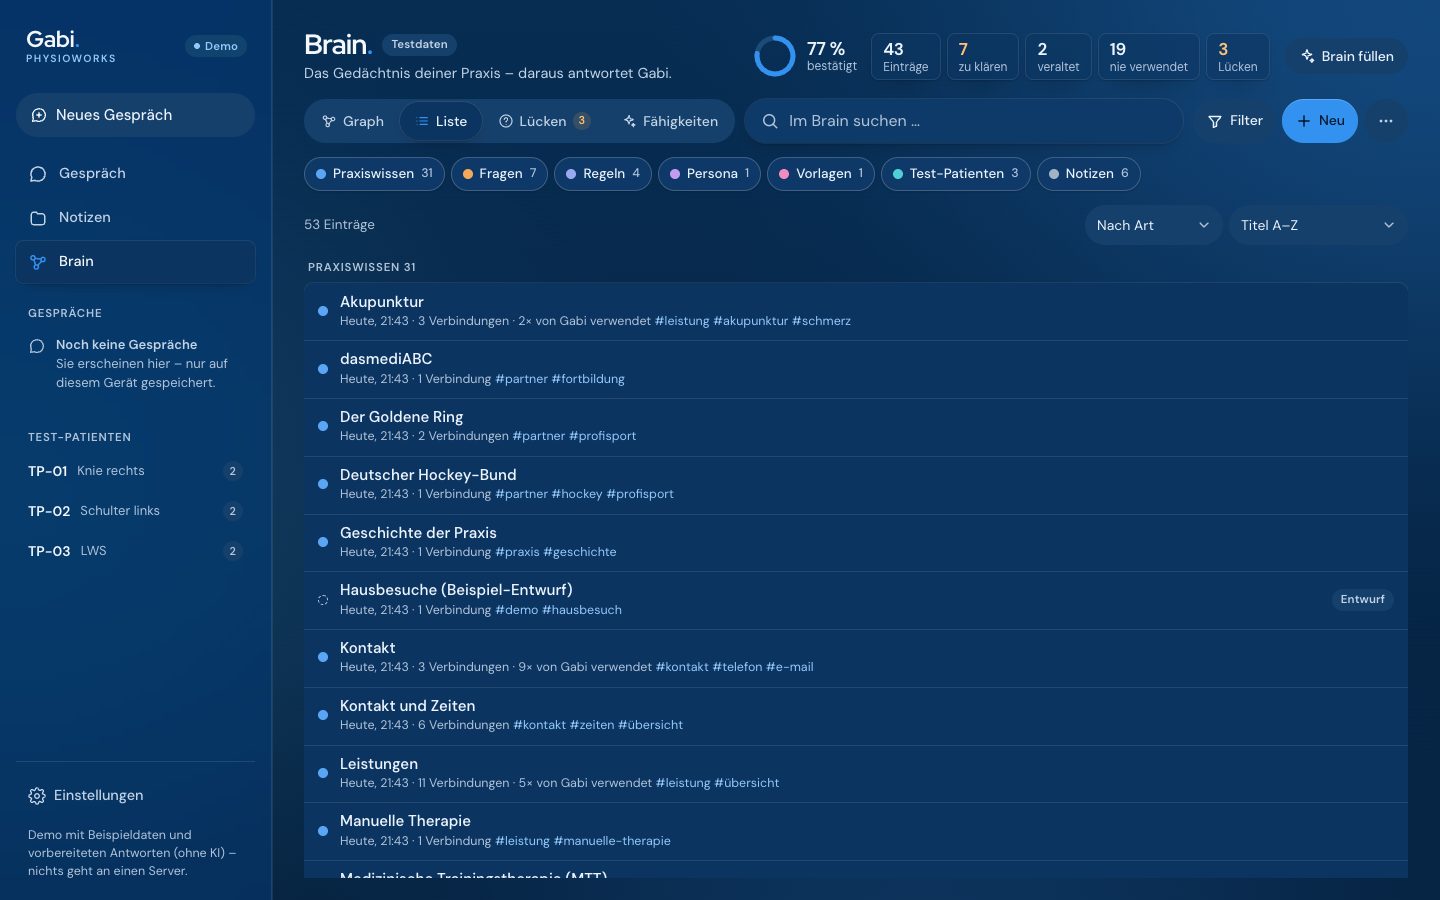 Gabi.
PHYSIOWORKS
Demo
Neues Gespräch
Gespräch
Notizen
Brain
GESPRÄCHE
Noch keine Gespräche
Sie erscheinen hier – nur auf
diesem Gerät gespeichert.
TEST-PATIENTEN
TP-01 Knie rechts 2
TP-02 Schulter links 2
TP-03 LWS 2
Einstellungen
Demo mit Beispieldaten und
vorbereiteten Antworten (ohne KI) –
nichts geht an einen Server.
Brain. Testdaten
Das Gedächtnis deiner Praxis – daraus antwortet Gabi.
77 % bestätigt
43 Einträge
7 zu klären
2 veraltet
19 nie verwendet
3 Lücken
Brain füllen
Graph Liste Lücken 3 Fähigkeiten
Im Brain suchen …
Filter
Neu
Praxiswissen 31 Fragen 7 Regeln 4 Persona 1 Vorlagen 1 Test-Patienten 3 Notizen 6
53 Einträge
Nach Art
Titel A–Z
PRAXISWISSEN 31
Akupunktur
Heute, 21:43 · 3 Verbindungen · 2× von Gabi verwendet #leistung #akupunktur #schmerz
dasmediABC
Heute, 21:43 · 1 Verbindung #partner #fortbildung
Der Goldene Ring
Heute, 21:43 · 2 Verbindungen #partner #profisport
Deutscher Hockey-Bund
Heute, 21:43 · 1 Verbindung #partner #hockey #profisport
Geschichte der Praxis
Heute, 21:43 · 1 Verbindung #praxis #geschichte
Hausbesuche (Beispiel-Entwurf)
Heute, 21:43 · 1 Verbindung #demo #hausbesuch
Entwurf
Kontakt
Heute, 21:43 · 3 Verbindungen · 9× von Gabi verwendet #kontakt #telefon #e-mail
Kontakt und Zeiten
Heute, 21:43 · 6 Verbindungen #kontakt #zeiten #übersicht
Leistungen
Heute, 21:43 · 11 Verbindungen · 5× von Gabi verwendet #leistung #übersicht
Manuelle Therapie
Heute, 21:43 · 1 Verbindung #leistung #manuelle-therapie
Medizinische Trainingstherapie (MTT)